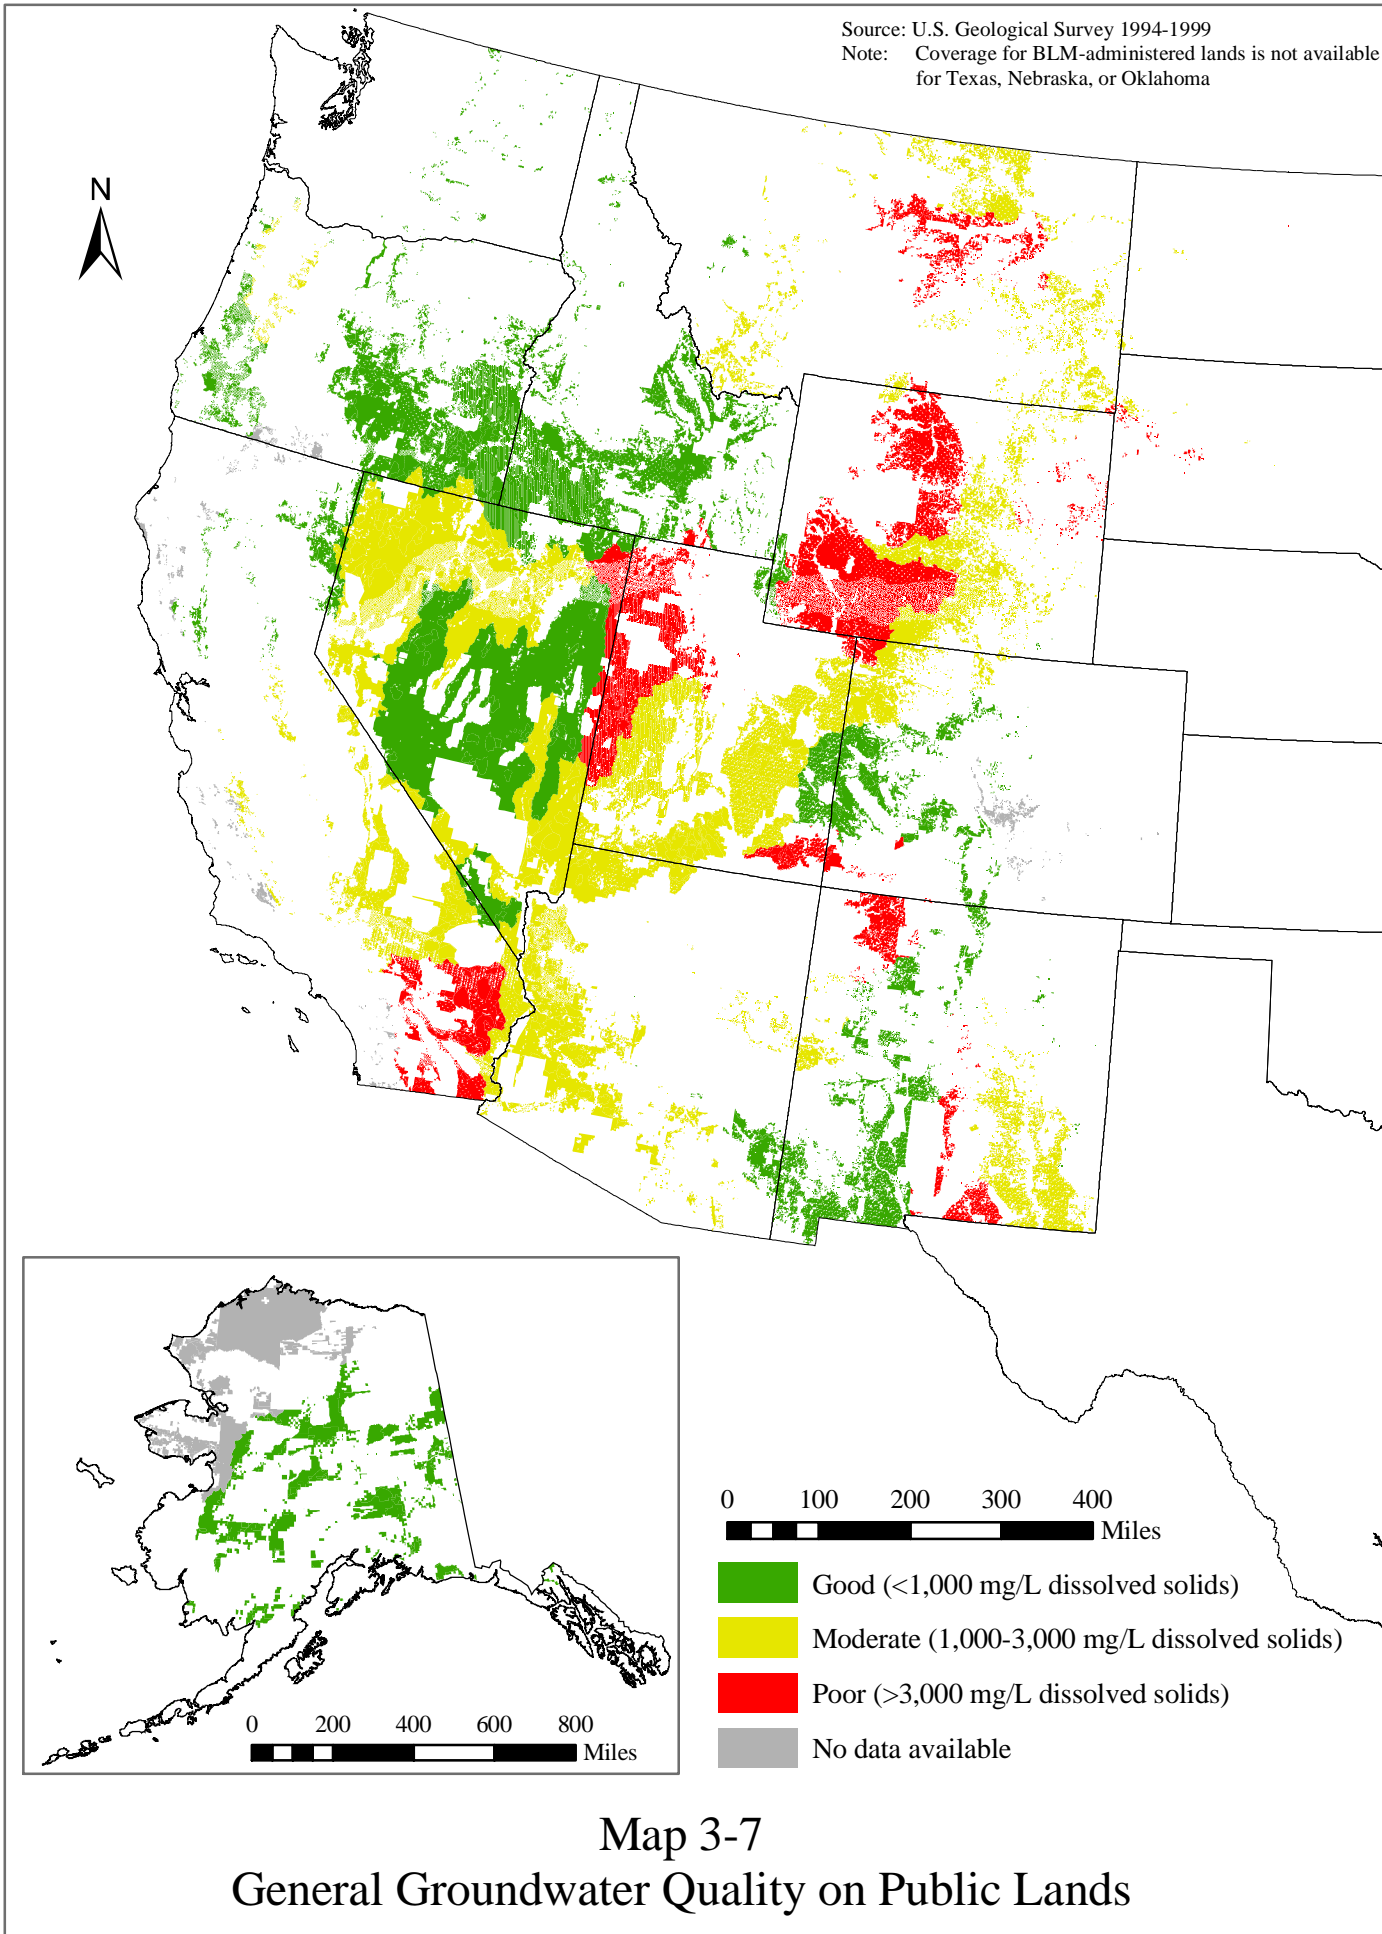 Source: U.S. Geological Survey 1994-1999
Note: Coverage for BLM-administered lands is not available
for Texas, Nebraska, or Oklahoma
N
0 100 200 300 400
Miles
Good (<1,000 mg/L dissolved solids)
Moderate (1,000-3,000 mg/L dissolved solids)
Poor (>3,000 mg/L dissolved solids)
No data available
0 200 400 600 800
Miles
Map 3-7
General Groundwater Quality on Public Lands